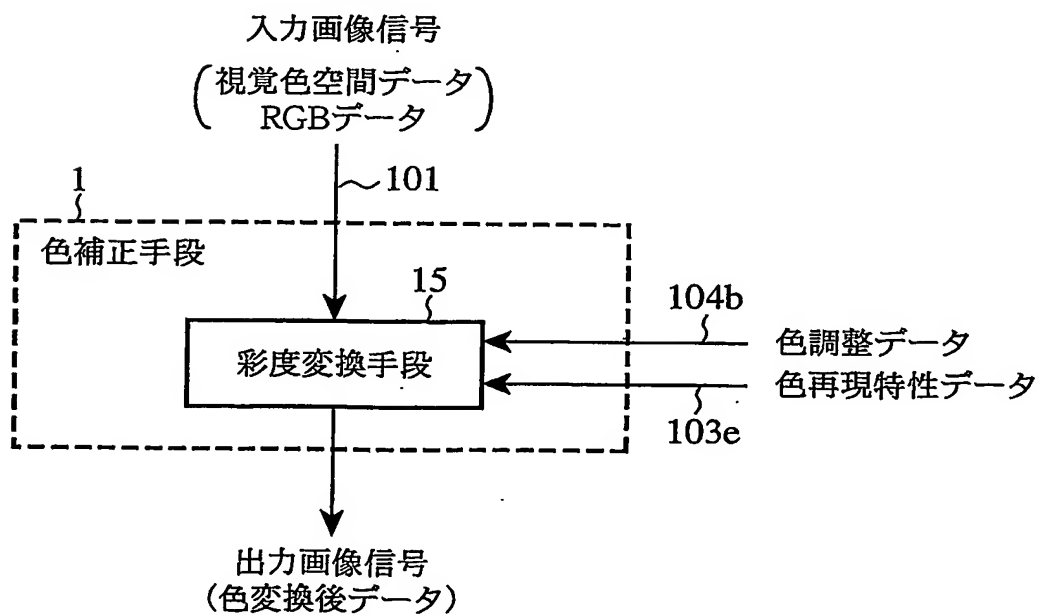 入力画像信号
(視覚色空間データ
RGBデータ)
101
1
色補正手段
15
彩度変換手段
104b
色調整データ
色再現特性データ
103e
出力画像信号
(色変換後データ)